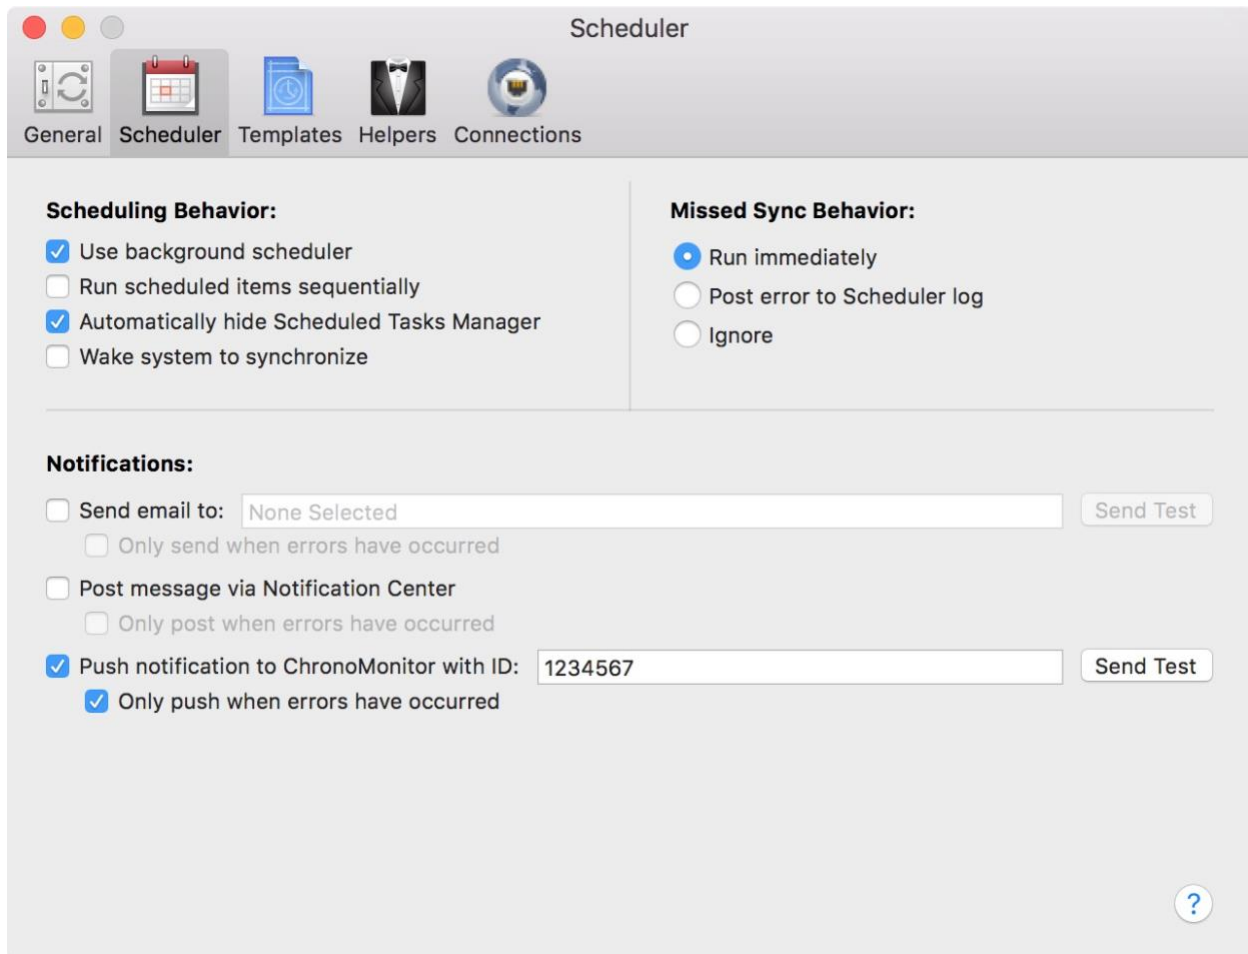 Scheduler
General Scheduler Templates Helpers Connections
Scheduling Behavior:
Use background scheduler
Run scheduled items sequentially
Automatically hide Scheduled Tasks Manager
Wake system to synchronize
Missed Sync Behavior:
Run immediately
Post error to Scheduler log
Ignore
Notifications:
Send email to: None Selected Send Test
Only send when errors have occurred
Post message via Notification Center
Only post when errors have occurred
Push notification to ChronoMonitor with ID: 1234567 Send Test
Only push when errors have occurred
?